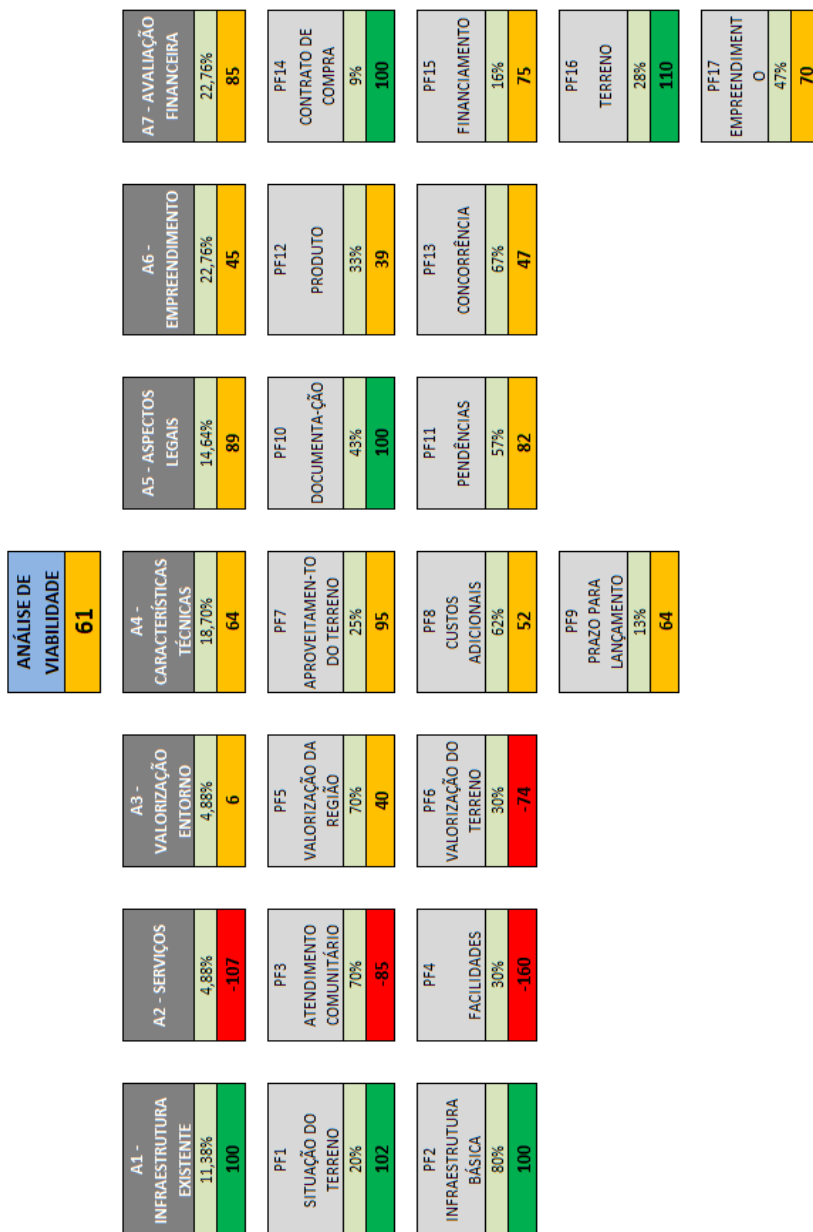 ANÁLISE DE
VIABILIDADE
61
A1 -
INFRAESTRUTURA
EXISTENTE
11,38%
100
PF1
SITUAÇÃO DO
TERRENO
20%
102
PF2
INFRAESTRUTURA
BÁSICA
80%
100
A2 - SERVIÇOS
4,88%
-107
PF3
ATENDIMENTO
COMUNITÁRIO
70%
-85
PF4
FACILIDADES
30%
-160
A3 -
VALORIZAÇÃO
ENTORNO
4,88%
6
PF5
VALORIZAÇÃO DA
REGIÃO
70%
40
PF6
VALORIZAÇÃO DO
TERRENO
30%
-74
A4 -
CARACTERÍSTICAS
TÉCNICAS
18,70%
64
PF7
APROVEITAMEN-TO
DO TERRENO
25%
95
PF8
CUSTOS
ADICIONAIS
62%
52
PF9
PRAZO PARA
LANÇAMENTO
13%
64
A5 - ASPECTOS
LEGAIS
14,64%
89
PF10
DOCUMENTA-ÇÃO
43%
100
PF11
PENDÊNCIAS
57%
82
A6 -
EMPREENDIMENTO
22,76%
45
PF12
PRODUTO
33%
39
PF13
CONCORRÊNCIA
67%
47
A7 - AVALIAÇÃO
FINANCEIRA
22,76%
85
PF14
CONTRATO DE
COMPRA
9%
100
PF15
FINANCIAMENTO
16%
75
PF16
TERRENO
28%
110
PF17
EMPREENDIMENT
O
47%
70